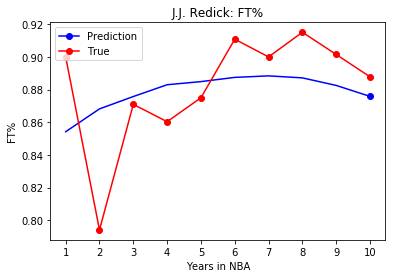 J.J. Redick: FT%
Prediction
True
0.92
0.90
0.88
0.86
0.84
0.82
0.80
FT%
1 2 3 4 5 6 7 8 9 10
Years in NBA